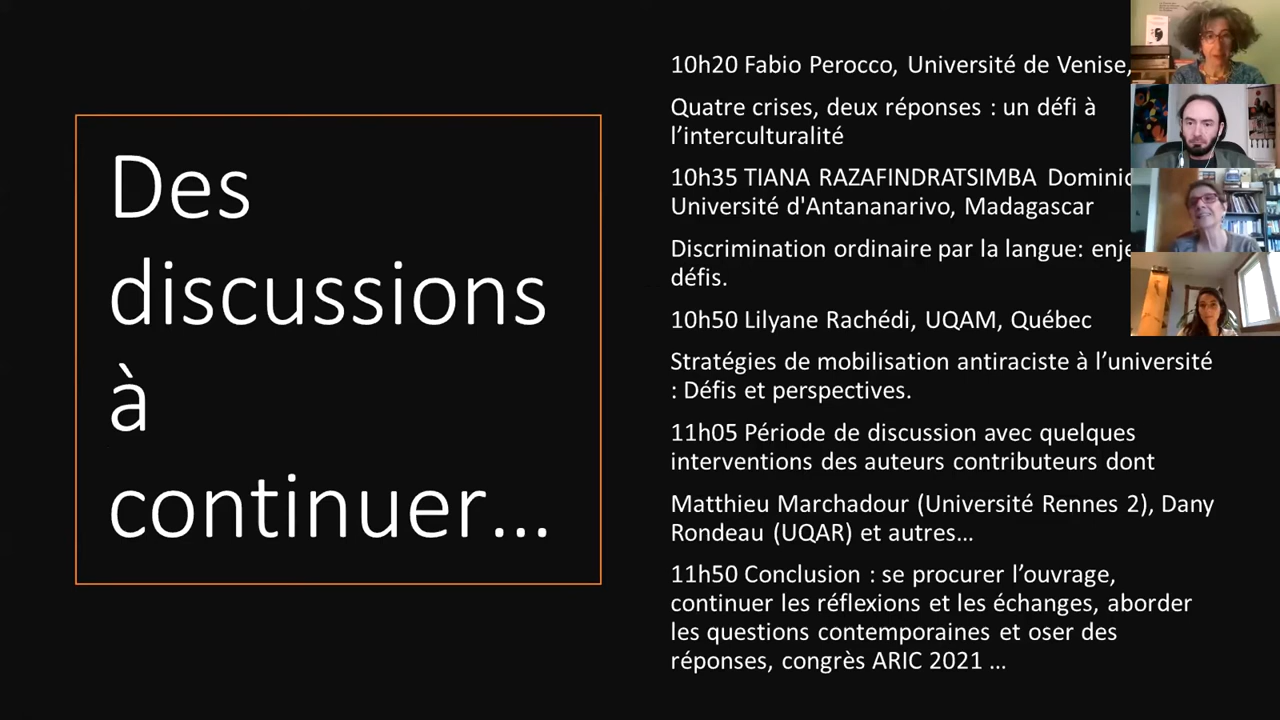 Des
discussions
à
continuer...
10h20 Fabio Perocco, Université de Venise,
Quatre crises, deux réponses : un défi à
l’interculturalité
10h35 TIANA RAZAFINDRATSIMBA
Université d'Antananarivo, Madagascar
Discrimination ordinaire par la langue:
défis.
10h50 Lilyane Rachédi, UQAM, Québec
Stratégies de mobilisation antiraciste à l’université
: Défis et perspectives.
11h05 Période de discussion avec quelques
interventions des auteurs contributeurs dont
Matthieu Marchadour (Université Rennes 2), Dany
Rondeau (UQAR) et autres...
11h50 Conclusion : se procurer l’ouvrage,
continuer les réflexions et les échanges, aborder
les questions contemporaines et oser des
réponses, congrès ARIC 2021 ...